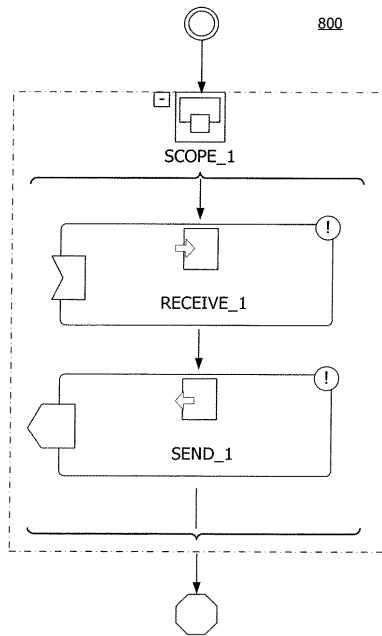 800
-
SCOPE_1
!
RECEIVE_1
!
SEND_1